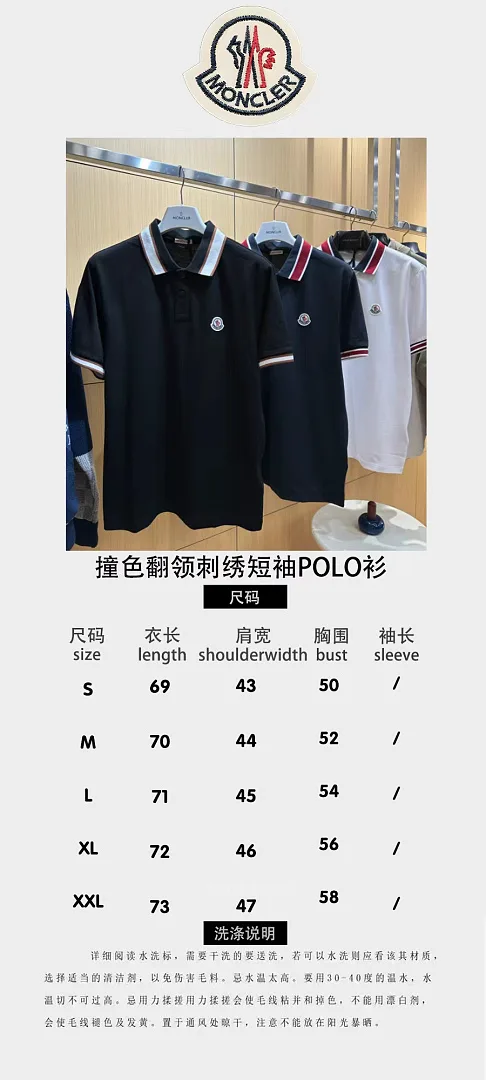 MONCLER
MONCLER
撞色翻领刺绣短袖POLO衫
尺码
尺码 衣长 肩宽 胸围 袖长
size length shoulderwidth bust sleeve
S 69 43 50 /
M 70 44 52 /
L 71 45 54 /
XL 72 46 56 /
XXL 73 47 58 /
洗涤说明
详细阅读水洗标，需要干洗的要送洗，若可以水洗则应看该其材质，
选择适当的清洁剂，以免伤害毛料。忌水温太高。要用30-40度的温水，水
温切不可过高。忌用力揉搓用力揉搓会使毛线粘并和掉色，不能用漂白剂，
会使毛线褪色及发黄。置于通风处晾干，注意不能放在阳光暴晒。